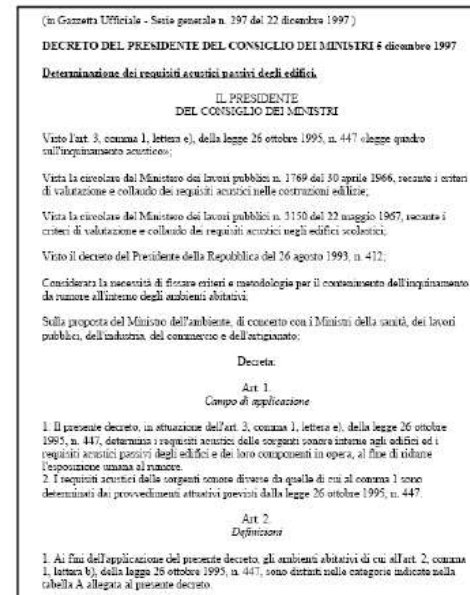 (in Gazzetta Ufficiale - Serie generale n. 297 del 22 dicembre 1997 )
DECRETO DEL PRESIDENTE DEL CONSIGLIO DEI MINISTRI 5 dicembre 1997
Determinazione dei requisiti acustici passivi degli edifici.
IL PRESIDENTE
DEL CONSIGLIO DEI MINISTRI
Visto l'art. 3, comma 1, lettera e), della legge 26 ottobre 1995, n. 447 «legge quadro
sull'inquinamento acustico»;
Vista la circolare del Ministero dei lavori pubblici n. 1769 del 30 aprile 1966, recante i criteri
di valutazione e collaudo dei requisiti acustici nelle costruzioni edilizie;
Vista la circolare del Ministero dei lavori pubblici n. 3150 del 22 maggio 1967, recante i
criteri di valutazione e collaudo dei requisiti acustici negli edifici scolastici;
Visto il decreto del Presidente della Repubblica del 26 agosto 1993, n. 412;
Considerata la necessità di fissare criteri e metodologie per il contenimento dell'inquinamento
da rumore all'interno degli ambienti abitativi;
Sulla proposta del Ministro dell'ambiente, di concerto con i Ministri della sanità, dei lavori
pubblici, dell'industria, del commercio e dell'artigianato;
Decreta:
Art. 1.
Campo di applicazione
1. Il presente decreto, in attuazione dell'art. 3, comma 1, lettera e), della legge 26 ottobre
1995, n. 447, determina i requisiti acustici delle sorgenti sonore interne agli edifici ed i
requisiti acustici passivi degli edifici e dei loro componenti in opera, al fine di ridurre
l'esposizione umana al rumore.
2. I requisiti acustici delle sorgenti sonore diverse da quelle di cui al comma 1 sono
determinati dai provvedimenti attuativi previsti dalla legge 26 ottobre 1995, n. 447.
Art. 2.
Definizioni
1. Ai fini dell'applicazione del presente decreto, gli ambienti abitativi di cui all'art. 2, comma
1, lettera b), della legge 26 ottobre 1995, n. 447, sono distinti nelle categorie indicate nella
tabella A allegata al presente decreto.